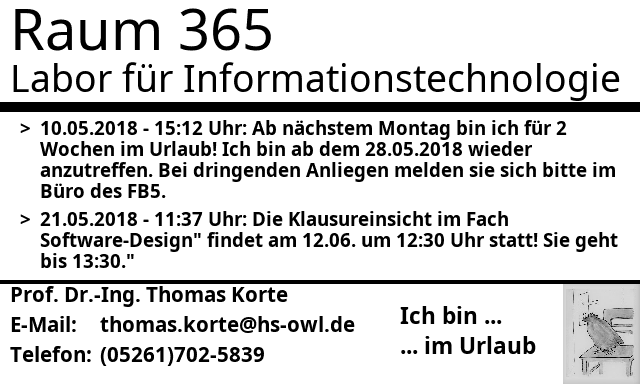 Raum 365
Labor für Informationstechnologie
> 10.05.2018 - 15:12 Uhr: Ab nächstem Montag bin ich für 2
Wochen im Urlaub! Ich bin ab dem 28.05.2018 wieder
anzutreffen. Bei dringenden Anliegen melden sie sich bitte im
Büro des FB5.
> 21.05.2018 - 11:37 Uhr: Die Klausureinsicht im Fach
Software-Design" findet am 12.06. um 12:30 Uhr statt! Sie geht
bis 13:30."
Prof. Dr.-Ing. Thomas Korte
E-Mail: thomas.korte@hs-owl.de
Telefon: (05261)702-5839
Ich bin ...
... im Urlaub